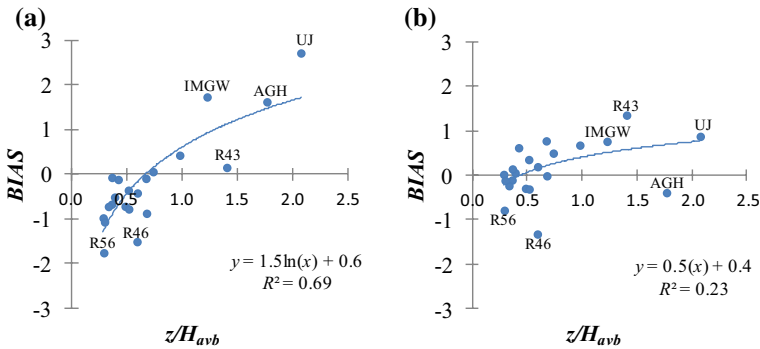 (a)
3
2
1
0
-1
-2
-3
BIAS
0.0
0.5
1.0
1.5
2.0
2.5
UJ
IMGW
AGH
R43
R46
R56
y = 1.5ln(x) + 0.6
R² = 0.69
z/H_avb
(b)
3
2
1
0
-1
-2
-3
BIAS
0.0
0.5
1.0
1.5
2.0
2.5
R43
IMGW
UJ
AGH
R56
R46
y = 0.5(x) + 0.4
R² = 0.23
z/H_avb